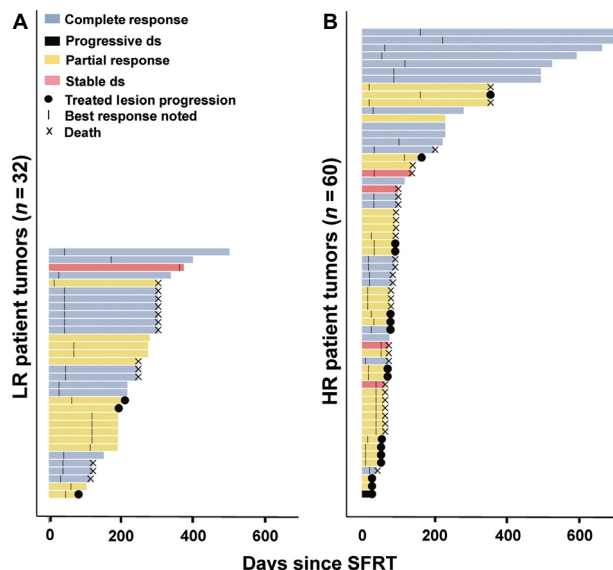 A
B
Complete response
Progressive ds
Partial response
Stable ds
Treated lesion progression
Best response noted
Death
LR patient tumors (n = 32)
HR patient tumors (n = 60)
0 200 400 600
0 200 400 600
Days since SFRT